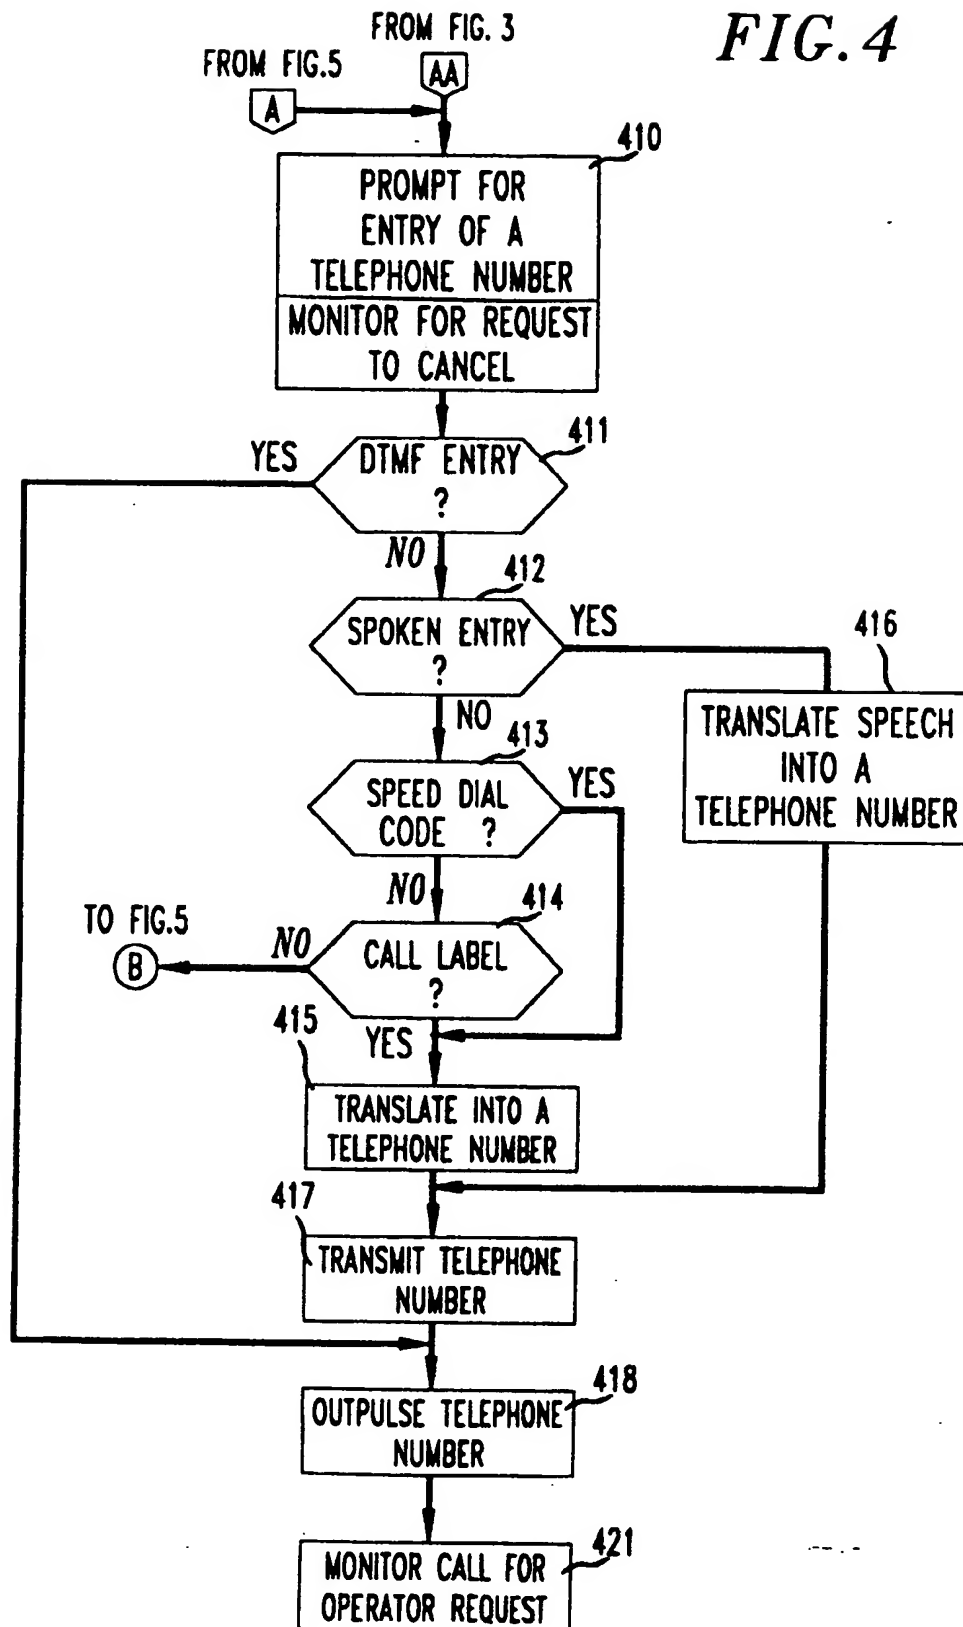 FROM FIG. 3
FIG. 4
FROM FIG.5
AA
A
410
PROMPT FOR
ENTRY OF A
TELEPHONE NUMBER
MONITOR FOR REQUEST
TO CANCEL
411
YES
DTMF ENTRY
?
NO
412
SPOKEN ENTRY
?
YES
416
TRANSLATE SPEECH
INTO A
TELEPHONE NUMBER
NO
413
SPEED DIAL
CODE ?
YES
NO
414
TO FIG.5
B
NO
CALL LABEL
?
415
YES
TRANSLATE INTO A
TELEPHONE NUMBER
417
TRANSMIT TELEPHONE
NUMBER
418
OUTPULSE TELEPHONE
NUMBER
421
MONITOR CALL FOR
OPERATOR REQUEST